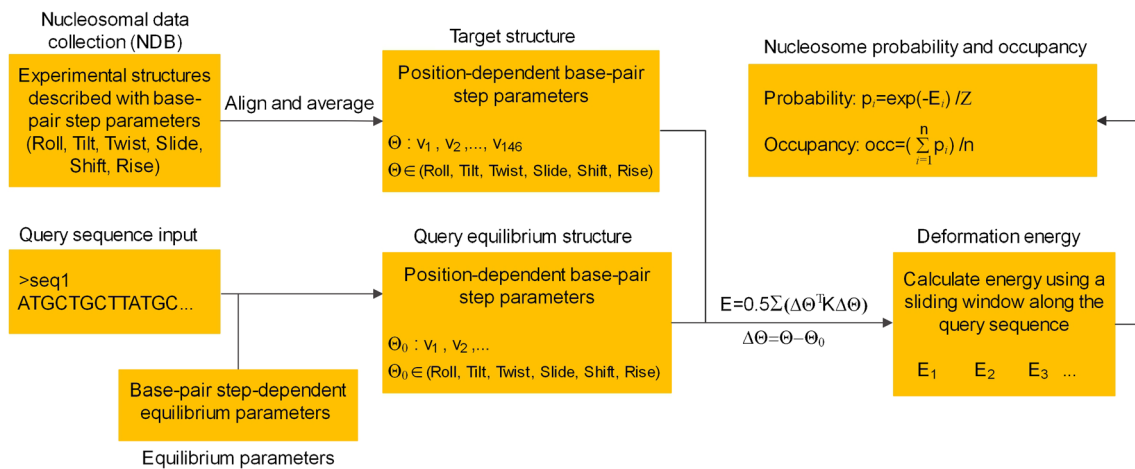 Nucleosomal data
collection (NDB)
Experimental structures
described with base-
pair step parameters
(Roll, Tilt, Twist, Slide,
Shift, Rise)
Align and average
Target structure
Position-dependent base-pair
step parameters
Θ : v₁ , v₂ ,..., v₁₄₆
Θ∈(Roll, Tilt, Twist, Slide, Shift, Rise)
Nucleosome probability and occupancy
Probability: pᵢ=exp(-Eᵢ) /Z
Occupancy: occ=( ∑ⁿᵢ₌₁ pᵢ) /n
Query sequence input
>seq1
ATGCTGCTTATGC...
Base-pair step-dependent
equilibrium parameters
Equilibrium parameters
Query equilibrium structure
Position-dependent base-pair
step parameters
Θ₀ : v₁ , v₂ ,...
Θ₀∈(Roll, Tilt, Twist, Slide, Shift, Rise)
E=0.5Σ(ΔΘᵀKΔΘ)
ΔΘ=Θ−Θ₀
Deformation energy
Calculate energy using a
sliding window along the
query sequence
E₁ E₂ E₃ ...